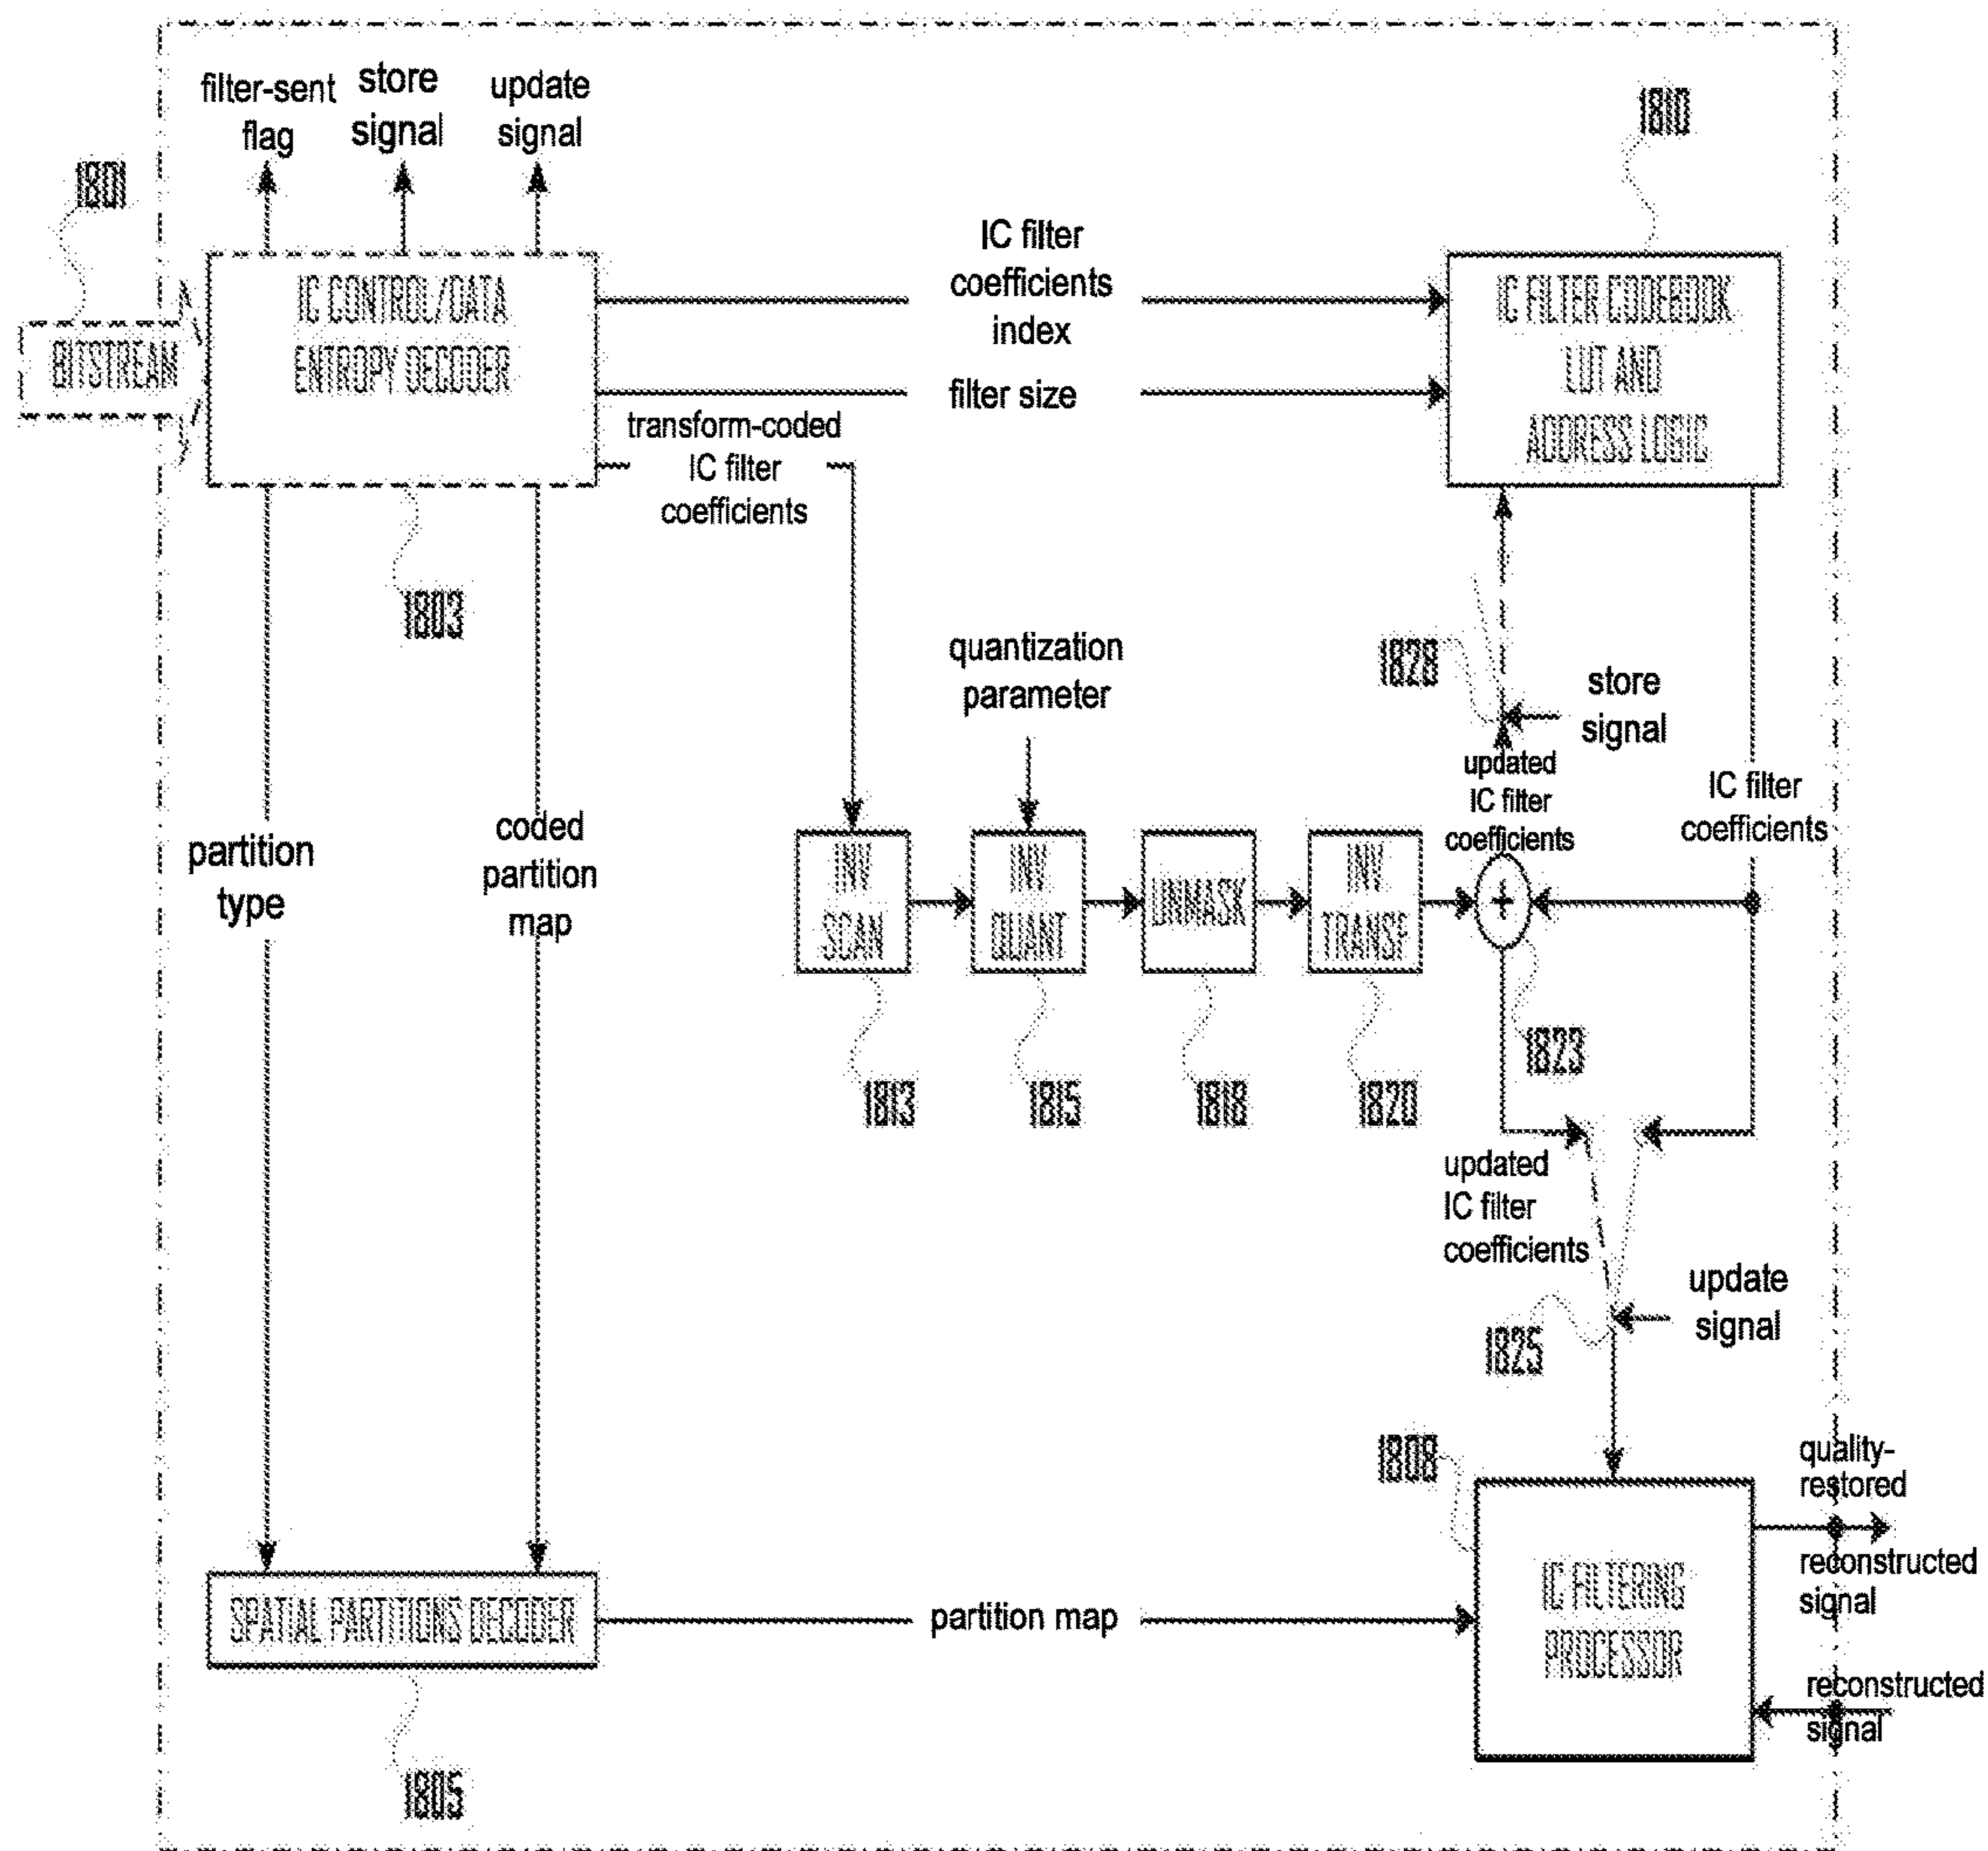 filter-sent
flag
store
signal
update
signal
1801
1810
BITSTREAM
IC CONTROL/DATA
ENTROPY DECODER
IC filter
coefficients
index
filter size
IC FILTER CODEBOOK
LUT AND
ADDRESS LOGIC
transform-coded
IC filter
coefficients
1803
quantization
parameter
1828
store
signal
updated
IC filter
coefficients
IC filter
coefficients
partition
type
coded
partition
map
INV
SCAN
INV
QUANT
UNMASK
INV
TRANSF
+
1813
1815
1818
1820
1823
updated
IC filter
coefficients
update
signal
1825
1808
quality-
restored
reconstructed
signal
IC FILTERING
PROCESSOR
SPATIAL PARTITIONS DECODER
partition map
reconstructed
signal
1805